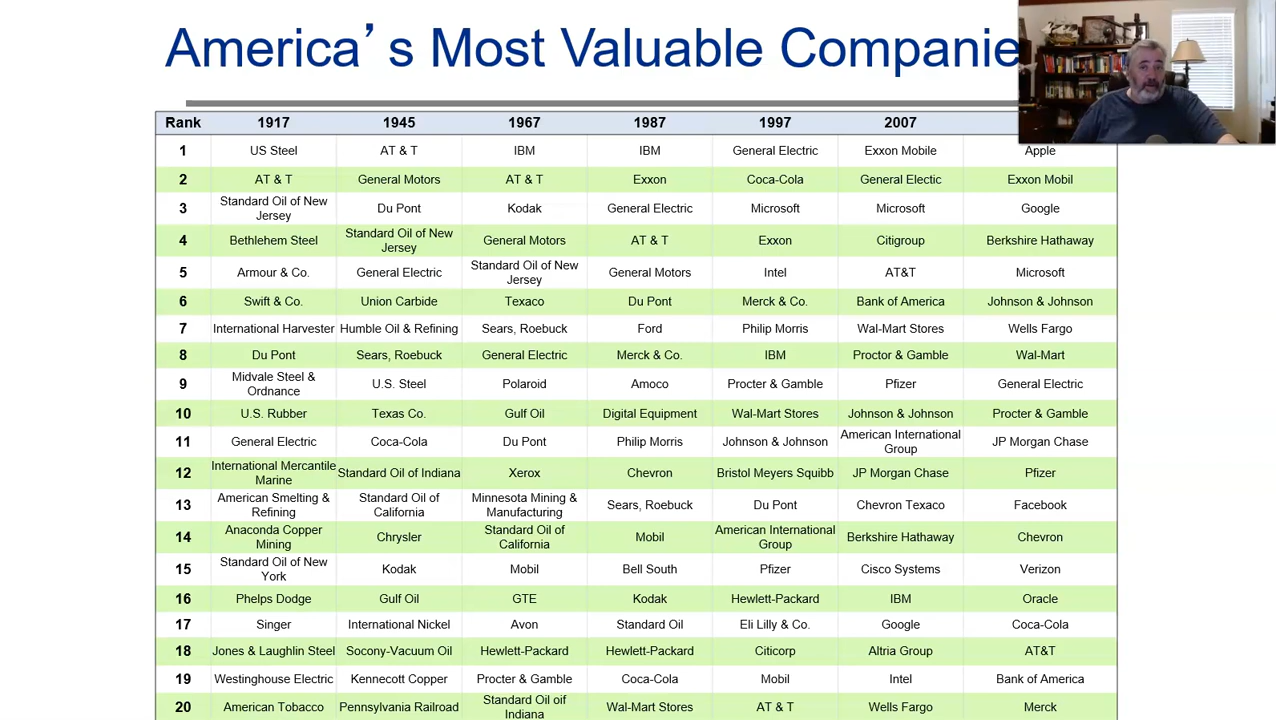 America’s Most Valuable Companie
Rank 1917 1945 1967 1987 1997 2007
1 US Steel AT & T IBM IBM General Electric Exxon Mobile Apple
2 AT & T General Motors AT & T Exxon Coca-Cola General Electic Exxon Mobil
3 Standard Oil of New Jersey Du Pont Kodak General Electric Microsoft Microsoft Google
4 Bethlehem Steel Standard Oil of New Jersey General Motors AT & T Exxon Citigroup Berkshire Hathaway
5 Armour & Co. General Electric Standard Oil of New Jersey General Motors Intel AT&T Microsoft
6 Swift & Co. Union Carbide Texaco Du Pont Merck & Co. Bank of America Johnson & Johnson
7 International Harvester Humble Oil & Refining Sears, Roebuck Ford Philip Morris Wal-Mart Stores Wells Fargo
8 Du Pont Sears, Roebuck General Electric Merck & Co. IBM Proctor & Gamble Wal-Mart
9 Midvale Steel & Ordnance U.S. Steel Polaroid Amoco Procter & Gamble Pfizer General Electric
10 U.S. Rubber Texas Co. Gulf Oil Digital Equipment Wal-Mart Stores Johnson & Johnson Procter & Gamble
11 General Electric Coca-Cola Du Pont Philip Morris Johnson & Johnson American International Group JP Morgan Chase
12 International Mercantile Marine Standard Oil of Indiana Xerox Chevron Bristol Meyers Squibb JP Morgan Chase Pfizer
13 American Smelting & Refining Standard Oil of California Minnesota Mining & Manufacturing Sears, Roebuck Du Pont Chevron Texaco Facebook
14 Anaconda Copper Mining Chrysler Standard Oil of California Mobil American International Group Berkshire Hathaway Chevron
15 Standard Oil of New York Kodak Mobil Bell South Pfizer Cisco Systems Verizon
16 Phelps Dodge Gulf Oil GTE Kodak Hewlett-Packard IBM Oracle
17 Singer International Nickel Avon Standard Oil Eli Lilly & Co. Google Coca-Cola
18 Jones & Laughlin Steel Socony-Vacuum Oil Hewlett-Packard Hewlett-Packard Citicorp Altria Group AT&T
19 Westinghouse Electric Kennecott Copper Procter & Gamble Coca-Cola Mobil Intel Bank of America
20 American Tobacco Pennsylvania Railroad Standard Oil oif Indiana Wal-Mart Stores AT & T Wells Fargo Merck